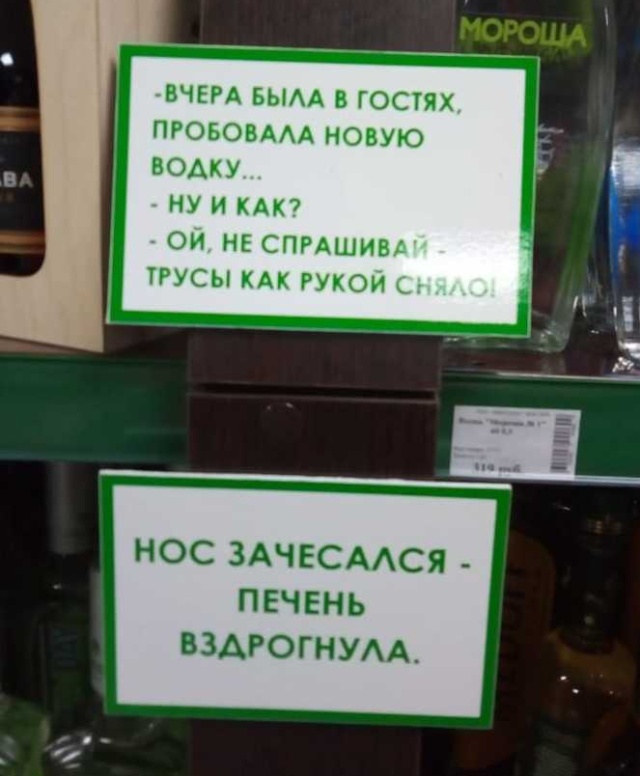 МОРОША
-ВЧЕРА БЫЛА В ГОСТЯХ,
ПРОБОВАЛА НОВУЮ
ВОДКУ...
- НУ И КАК?
- ОЙ, НЕ СПРАШИВАЙ -
ТРУСЫ КАК РУКОЙ СНЯЛО!
НОС ЗАЧЕСАЛСЯ -
ПЕЧЕНЬ
ВЗДРОГНУЛА.